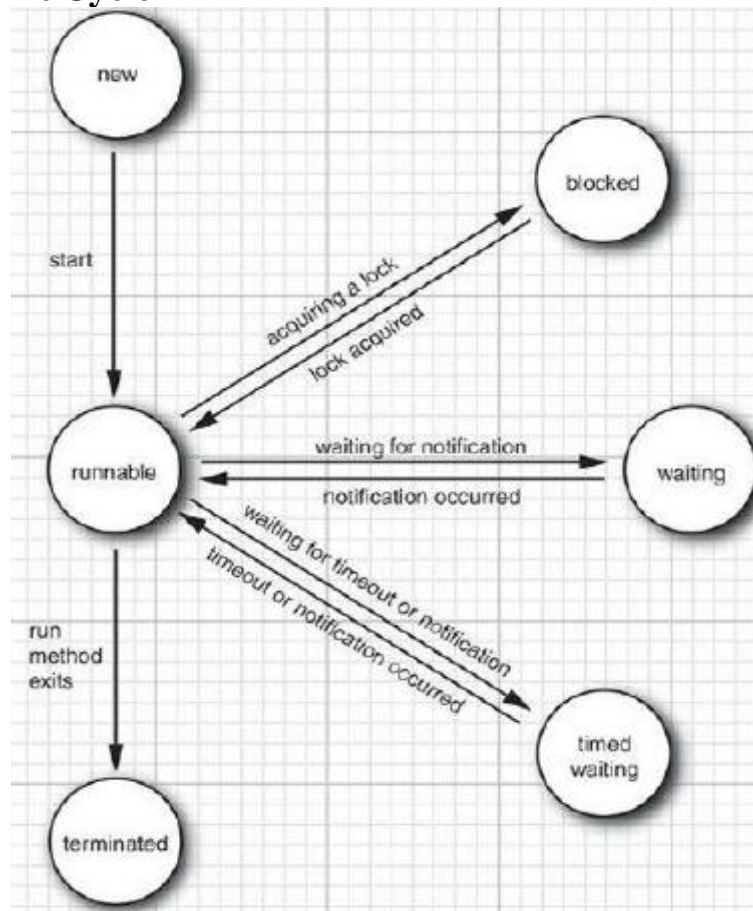 new
blocked
start
acquiring a lock
lock acquired
waiting for notification
runnable
waiting
notification occurred
waiting for timeout or notification
timeout or notification occurred
run
method
exits
timed
waiting
terminated